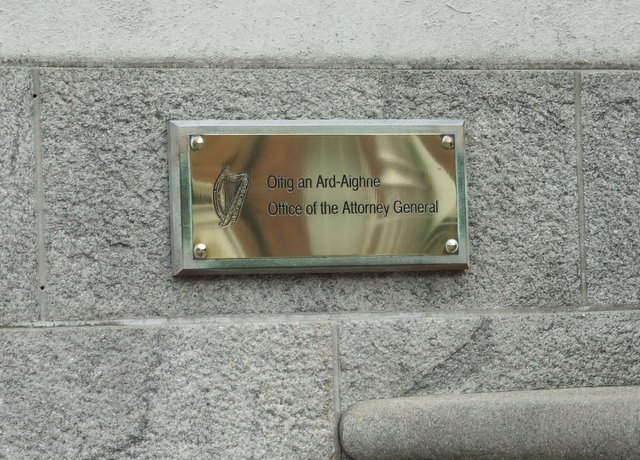 Oifig an Ard-Aighne
Office of the Attorney General